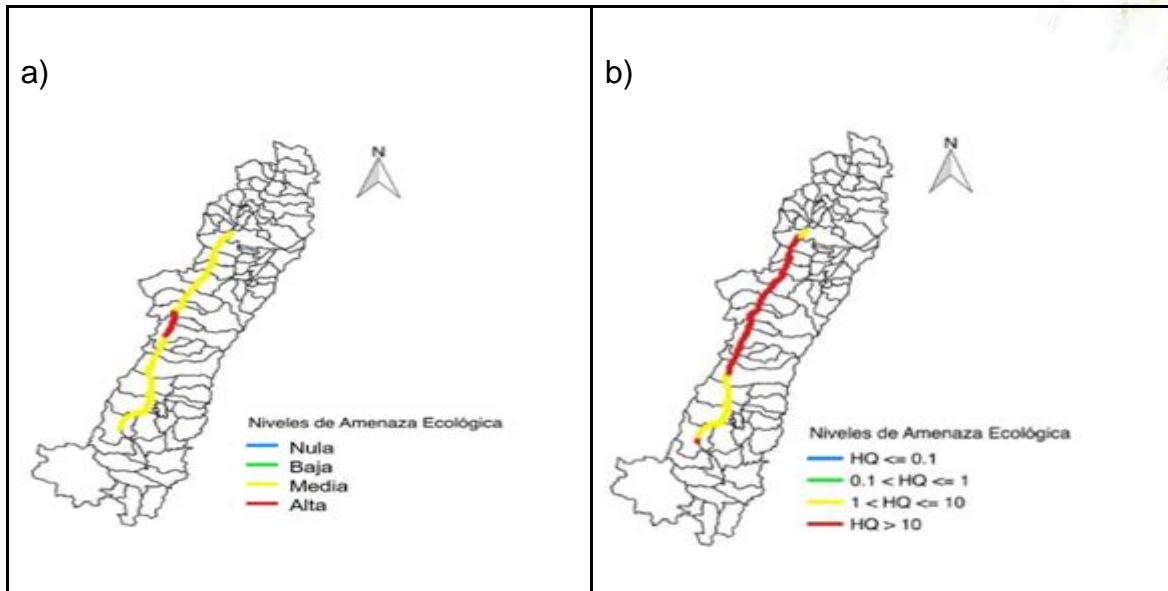 a)
N
Niveles de Amenaza Ecológica
Nula
Baja
Media
Alta
b)
N
Niveles de Amenaza Ecológica
HQ <= 0.1
0.1 < HQ <= 1
1 < HQ <= 10
HQ > 10